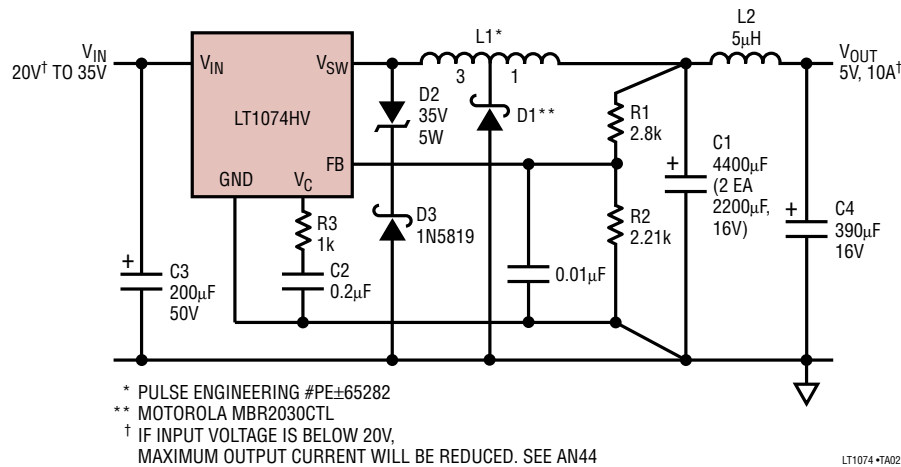 V_IN
20V† TO 35V
V_IN
LT1074HV
V_SW
FB
GND
V_C
L1*
3
1
D2
35V
5W
D1**
D3
1N5819
R3
1k
C2
0.2μF
C3
200μF
50V
0.01μF
R1
2.8k
R2
2.21k
C1
4400μF
(2 EA
2200μF,
16V)
L2
5μH
V_OUT
5V, 10A†
C4
390μF
16V
+
+
+
* PULSE ENGINEERING #PE±65282
** MOTOROLA MBR2030CTL
† IF INPUT VOLTAGE IS BELOW 20V,
MAXIMUM OUTPUT CURRENT WILL BE REDUCED. SEE AN44
LT1074 •TA02